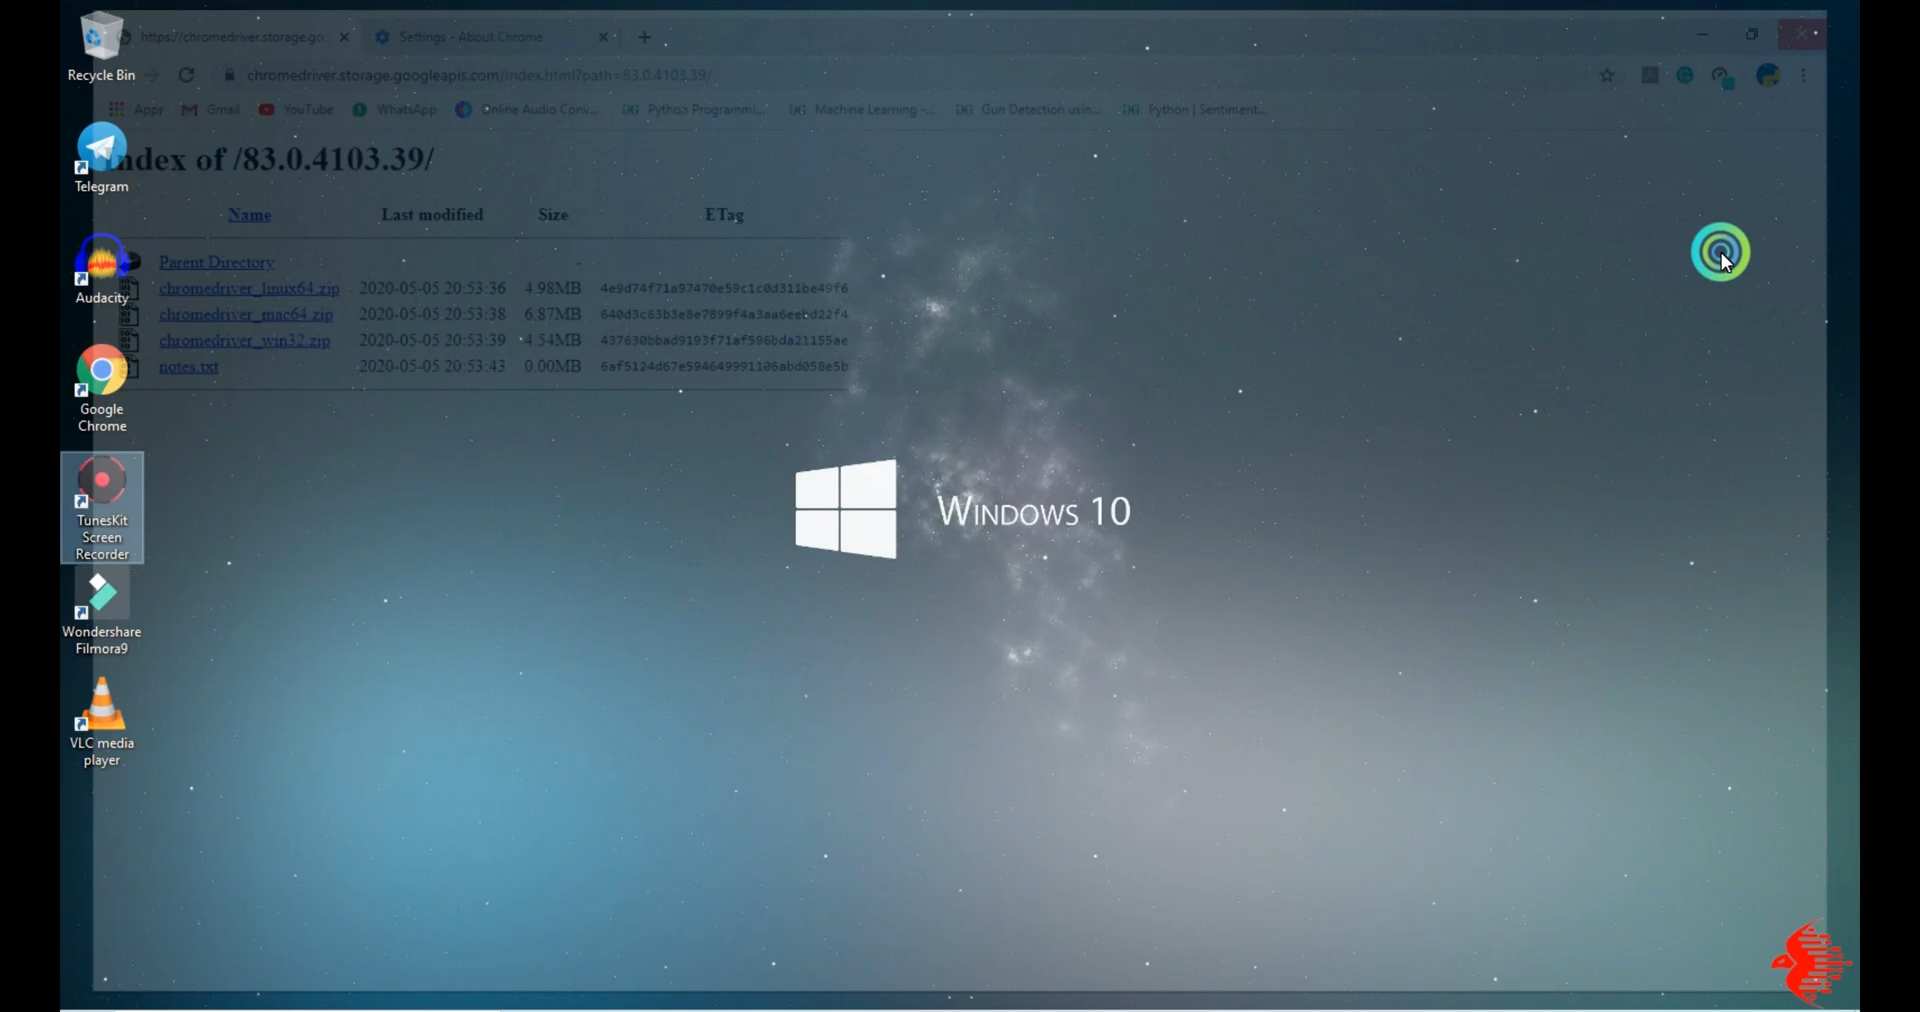 Recycle Bin
Telegram
Audacity
Google
Chrome
TunesKit
Screen
Recorder
Wondershare
Filmora9
VLC media
player
https://chromedriver.storage.go
Settings - About Chrome
chromedriver.storage.googleapis.com/index.html?path=83.0.4103.39/
Apps Gmail YouTube WhatsApp Online Audio Conv... Python Programmi... Machine Learning -... Gun Detection usin... Python | Sentiment...
Index of /83.0.4103.39/
Name Last modified Size ETag
Parent Directory -
chromedriver_linux64.zip 2020-05-05 20:53:36 4.98MB 4e9d74f71a97470e59c1c0d311be49f6
chromedriver_mac64.zip 2020-05-05 20:53:38 6.87MB 640d3c63b3e8e7899f4a3aa6eebd22f4
chromedriver_win32.zip 2020-05-05 20:53:39 4.54MB 437630bbad9193f71af596bda21155ae
notes.txt 2020-05-05 20:53:43 0.00MB 6af5124d67e594649991106abd058e5b
Windows 10